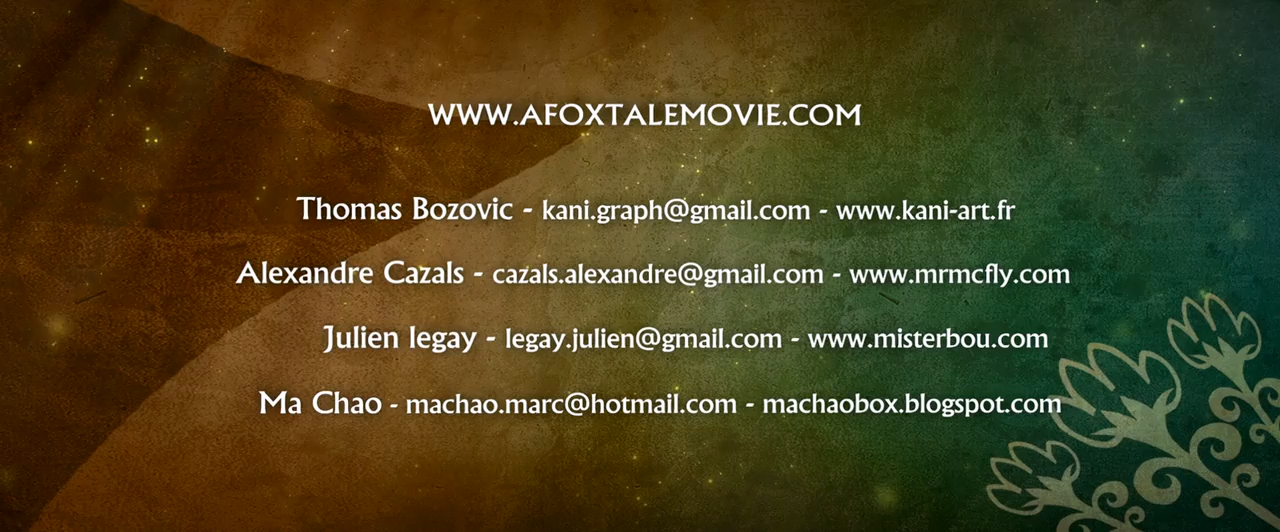 WWW.AFOXTALEMOVIE.COM
Thomas Bozovic - kani.graph@gmail.com - www.kani-art.fr
Alexandre Cazals - cazals.alexandre@gmail.com - www.mrmcfly.com
Julien legay - legay.julien@gmail.com - www.misterbou.com
Ma Chao - machao.marc@hotmail.com - machaobox.blogspot.com